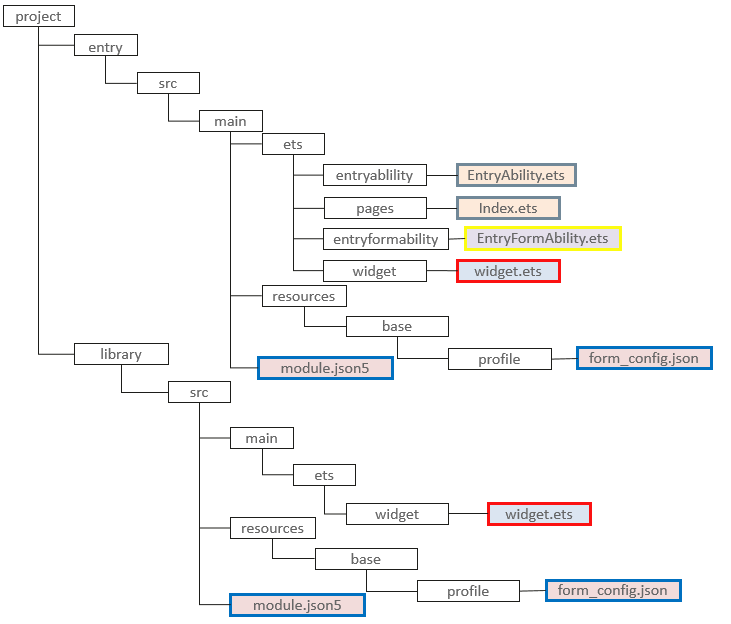 project
entry
src
main
ets
entryablility
EntryAbility.ets
pages
Index.ets
entryformability
EntryFormAbility.ets
widget
widget.ets
resources
base
library
profile
form_config.json
module.json5
src
main
ets
widget
widget.ets
resources
base
profile
form_config.json
module.json5